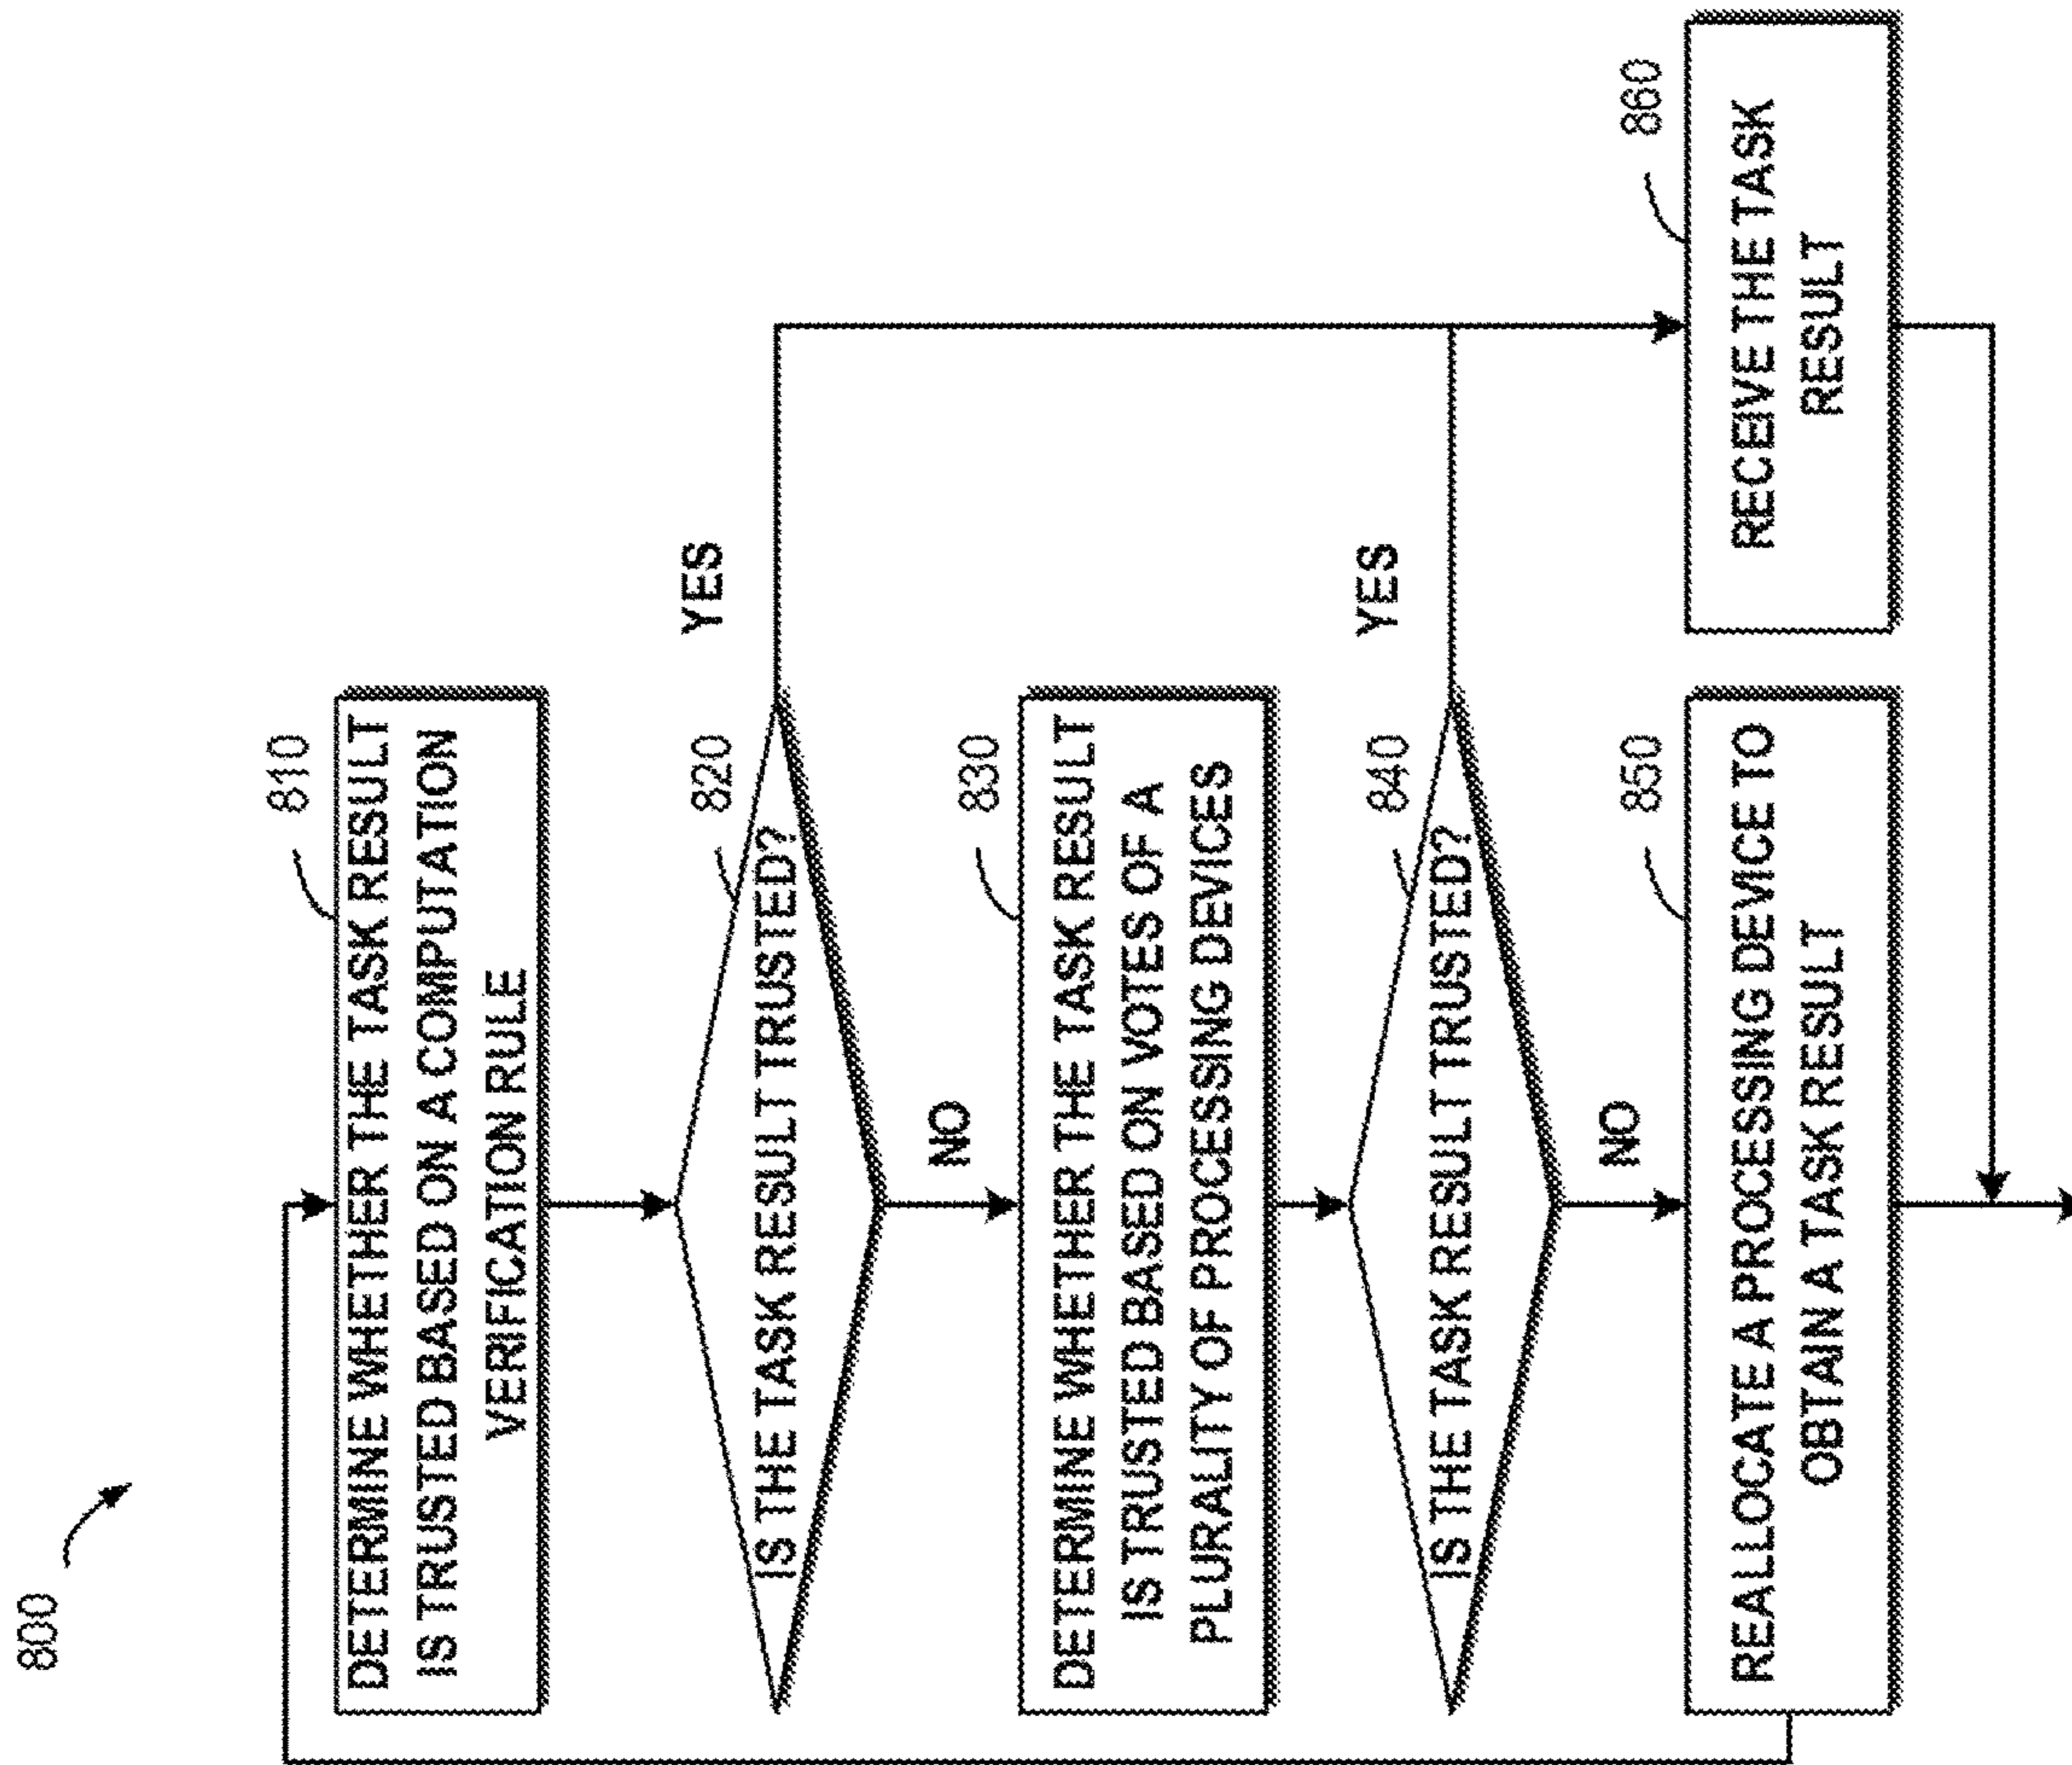 800
810
DETERMINE WHETHER THE TASK RESULT
IS TRUSTED BASED ON A COMPUTATION
VERIFICATION RULE
820
IS THE TASK RESULT TRUSTED?
YES
NO
830
DETERMINE WHETHER THE TASK RESULT
IS TRUSTED BASED ON VOTES OF A
PLURALITY OF PROCESSING DEVICES
840
IS THE TASK RESULT TRUSTED?
YES
NO
850
REALLOCATE A PROCESSING DEVICE TO
OBTAIN A TASK RESULT
860
RECEIVE THE TASK
RESULT